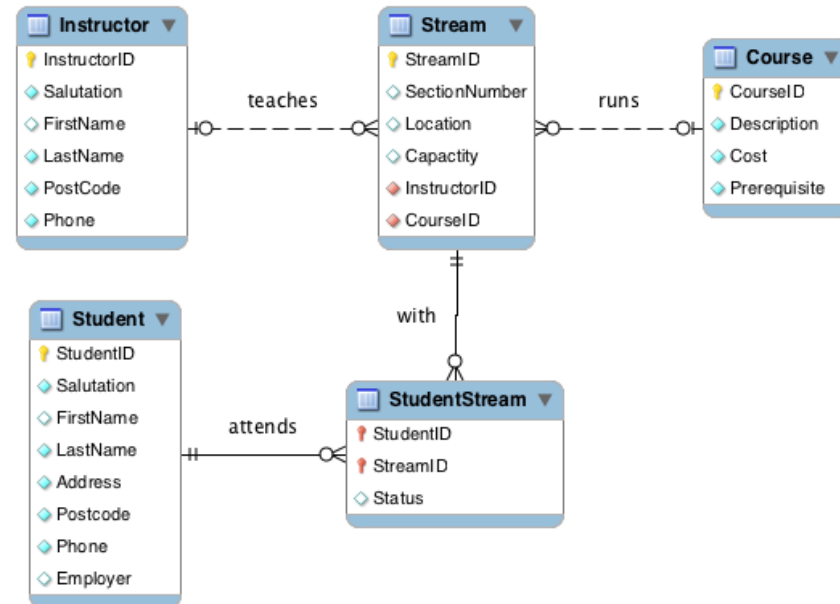 Instructor
InstructorID
Salutation
FirstName
LastName
PostCode
Phone
teaches
Stream
StreamID
SectionNumber
Location
Capactity
InstructorID
CourseID
runs
Course
CourseID
Description
Cost
Prerequisite
with
Student
StudentID
Salutation
FirstName
LastName
Address
Postcode
Phone
Employer
attends
StudentStream
StudentID
StreamID
Status